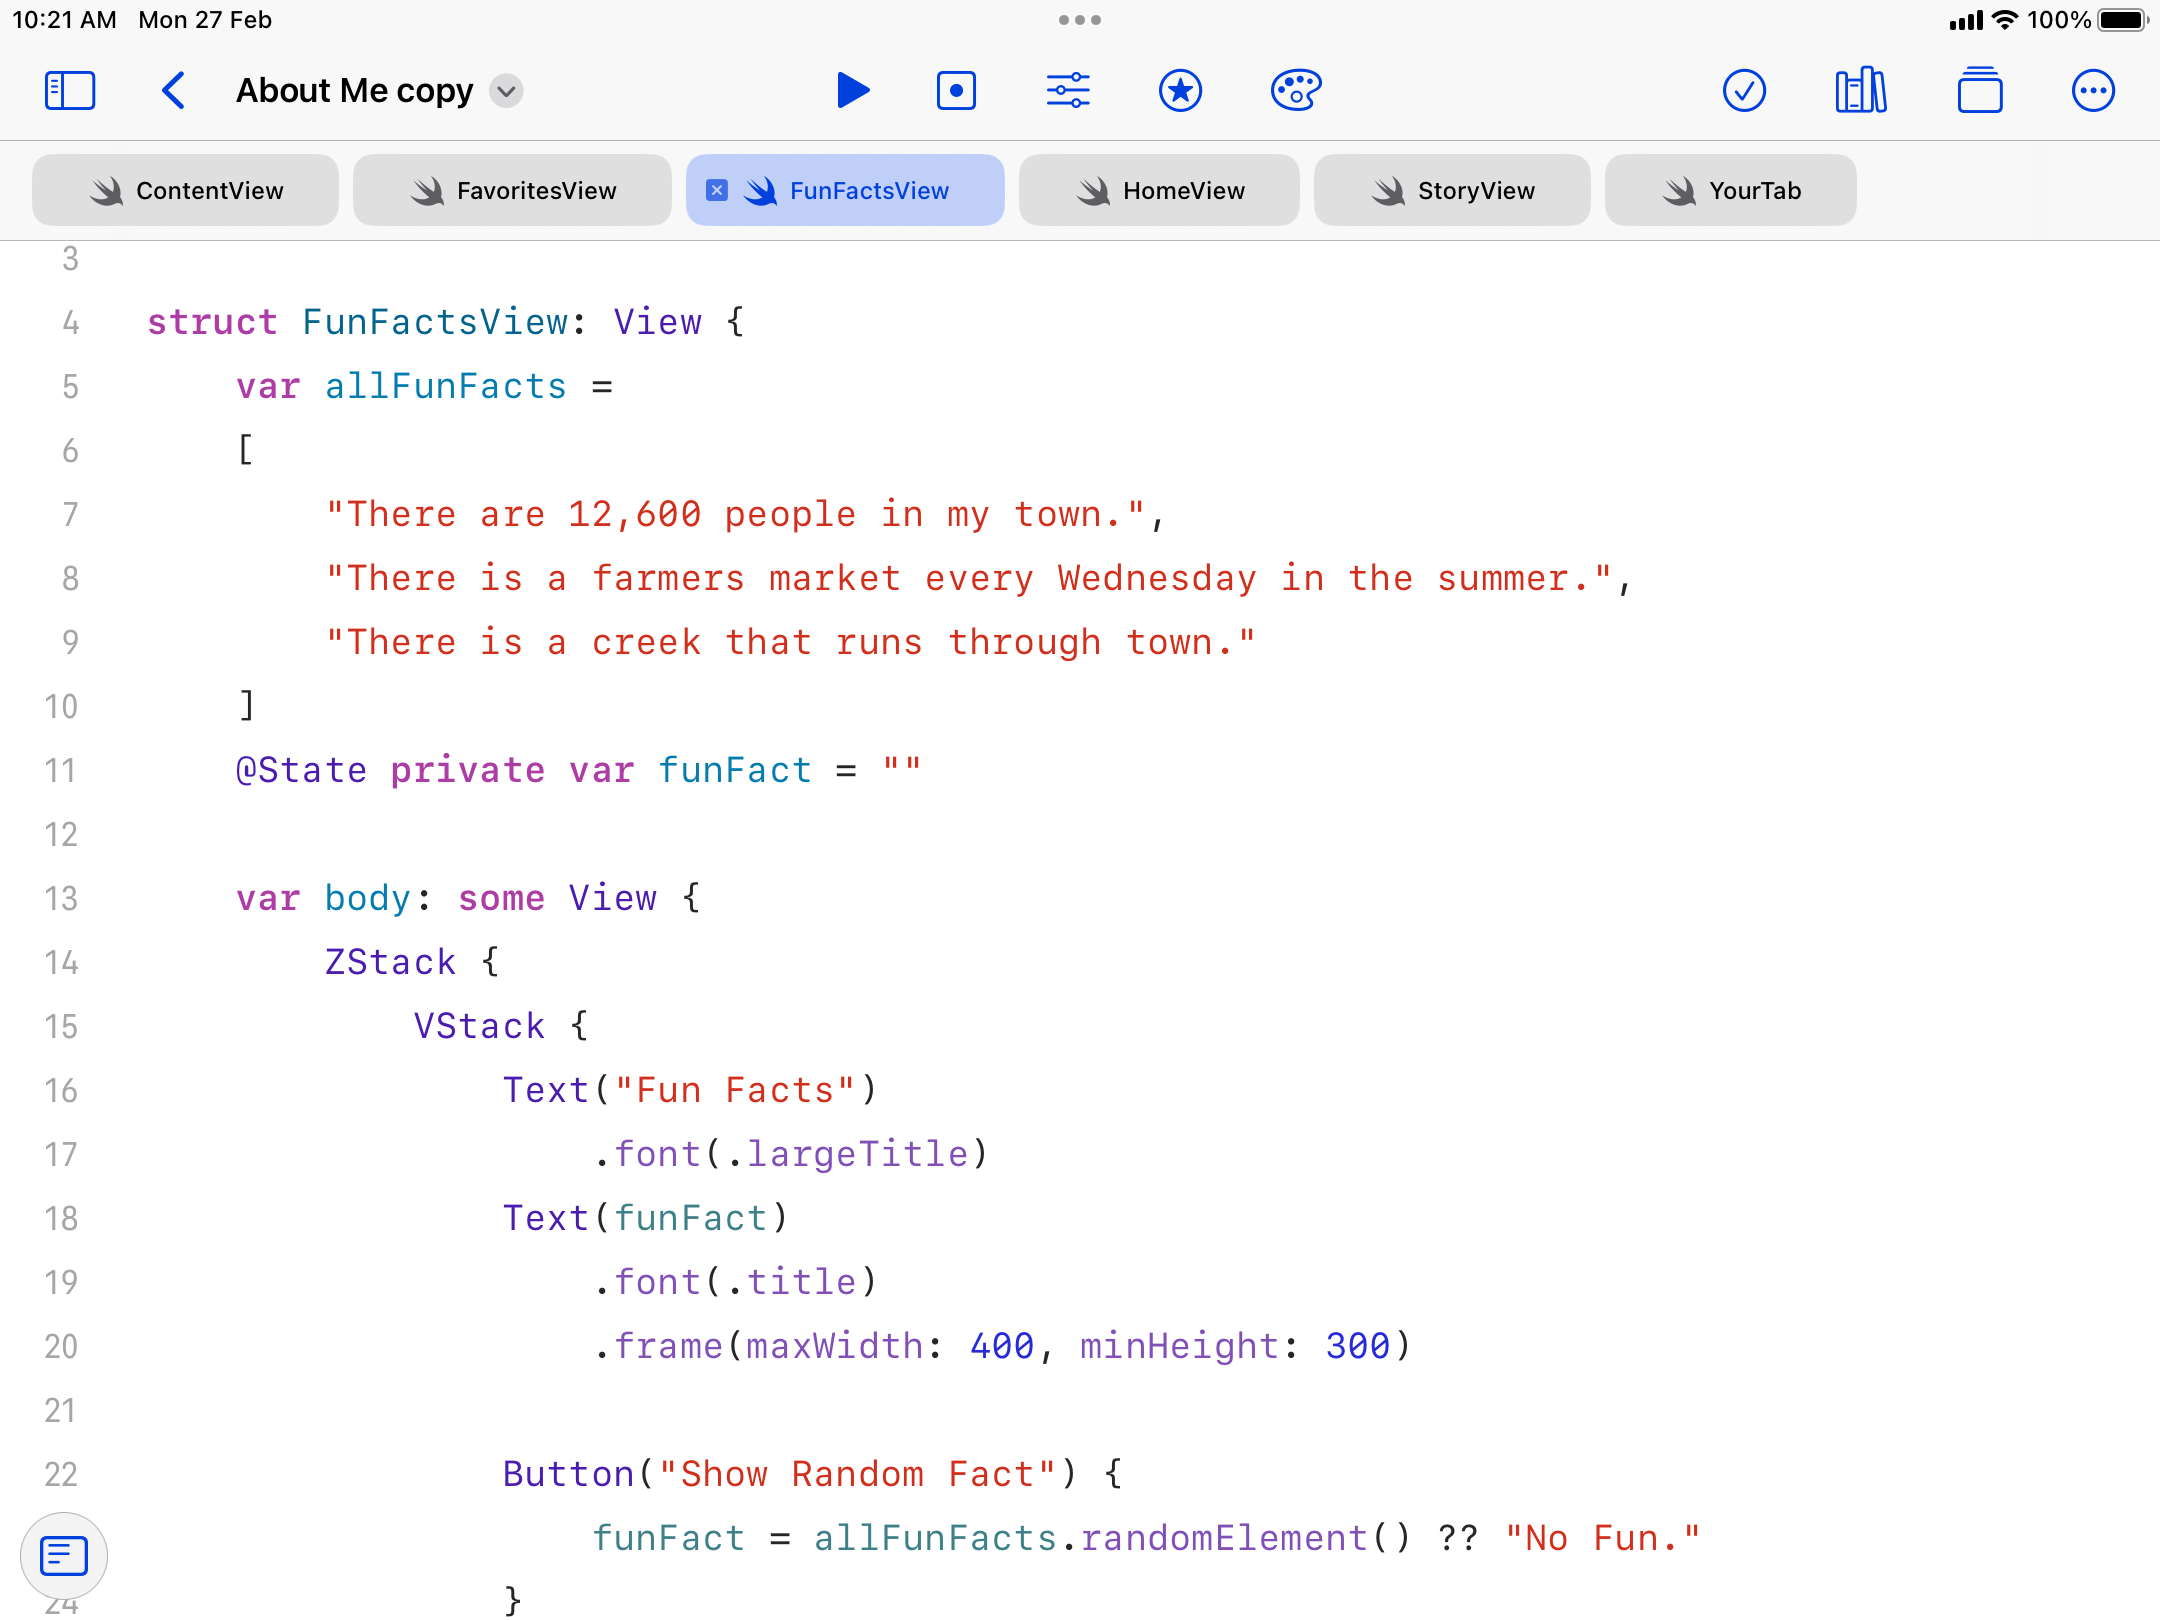 10:21 AM Mon 27 Feb 100%
About Me copy
ContentView FavoritesView FunFactsView HomeView StoryView YourTab
3
4 struct FunFactsView: View {
5 var allFunFacts =
6 [
7 "There are 12,600 people in my town.",
8 "There is a farmers market every Wednesday in the summer.",
9 "There is a creek that runs through town."
10 ]
11 @State private var funFact = ""
12
13 var body: some View {
14 ZStack {
15 VStack {
16 Text("Fun Facts")
17 .font(.largeTitle)
18 Text(funFact)
19 .font(.title)
20 .frame(maxWidth: 400, minHeight: 300)
21
22 Button("Show Random Fact") {
funFact = allFunFacts.randomElement() ?? "No Fun."
24 }